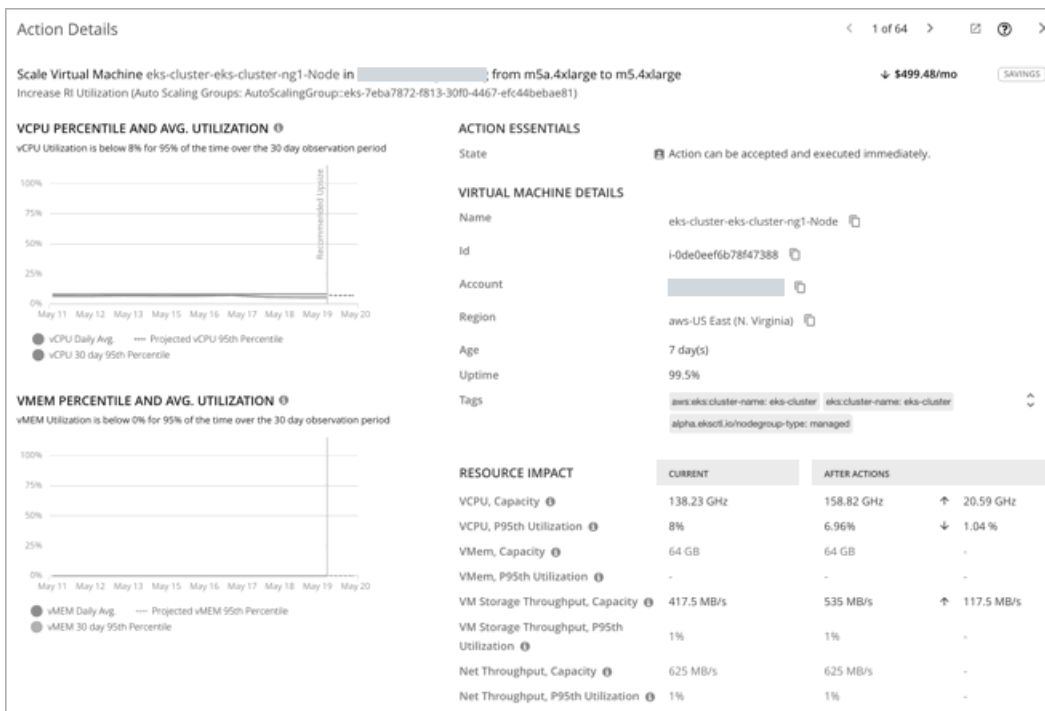 Action Details
1 of 64
Scale Virtual Machine eks-cluster-eks-cluster-ng1-Node in ; from m5a.4xlarge to m5.4xlarge
↓ $499.48/mo
SAVINGS
Increase RI Utilization (Auto Scaling Groups: AutoScalingGroup::eks-7eba7872-f813-30f0-4467-efc44bebae81)
VCPU PERCENTILE AND AVG. UTILIZATION
vCPU Utilization is below 8% for 95% of the time over the 30 day observation period
100%
75%
50%
25%
0%
Recommended Upsize
May 11 May 12 May 13 May 15 May 16 May 17 May 18 May 19 May 20
vCPU Daily Avg. Projected vCPU 95th Percentile
vCPU 30 day 95th Percentile
VMEM PERCENTILE AND AVG. UTILIZATION
vMEM Utilization is below 0% for 95% of the time over the 30 day observation period
100%
75%
50%
25%
0%
May 11 May 12 May 13 May 15 May 16 May 17 May 18 May 19 May 20
vMEM Daily Avg. Projected vMEM 95th Percentile
vMEM 30 day 95th Percentile
ACTION ESSENTIALS
State Action can be accepted and executed immediately.
VIRTUAL MACHINE DETAILS
Name eks-cluster-eks-cluster-ng1-Node
Id i-0de0eef6b78f47388
Account
Region aws-US East (N. Virginia)
Age 7 day(s)
Uptime 99.5%
Tags aws:eks:cluster-name: eks-cluster eks:cluster-name: eks-cluster
alpha.eksctl.io/nodegroup-type: managed
RESOURCE IMPACT CURRENT AFTER ACTIONS
VCPU, Capacity 138.23 GHz 158.82 GHz ↑ 20.59 GHz
VCPU, P95th Utilization 8% 6.96% ↓ 1.04 %
VMem, Capacity 64 GB 64 GB -
VMem, P95th Utilization - - -
VM Storage Throughput, Capacity 417.5 MB/s 535 MB/s ↑ 117.5 MB/s
VM Storage Throughput, P95th
Utilization 1% 1% -
Net Throughput, Capacity 625 MB/s 625 MB/s -
Net Throughput, P95th Utilization 1% 1% -